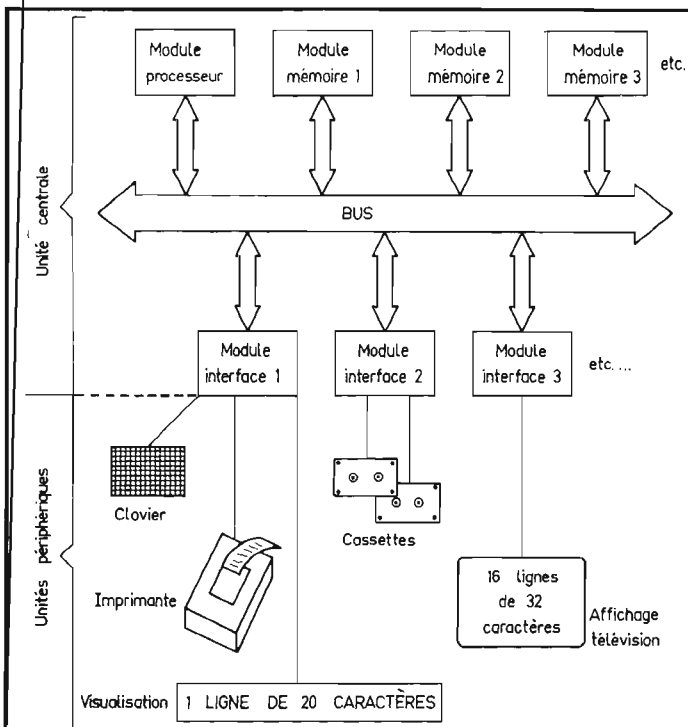 Module
processeur
Module
mémoire 1
Module
mémoire 2
Module
mémoire 3
etc.
Unité centrale
BUS
Module
interface 1
Module
interface 2
Module
interface 3
etc. ...
Unités périphériques
Clavier
Cassettes
Imprimante
16 lignes
de 32
caractères
Affichage
télévision
Visualisation
1 LIGNE DE 20 CARACTÈRES